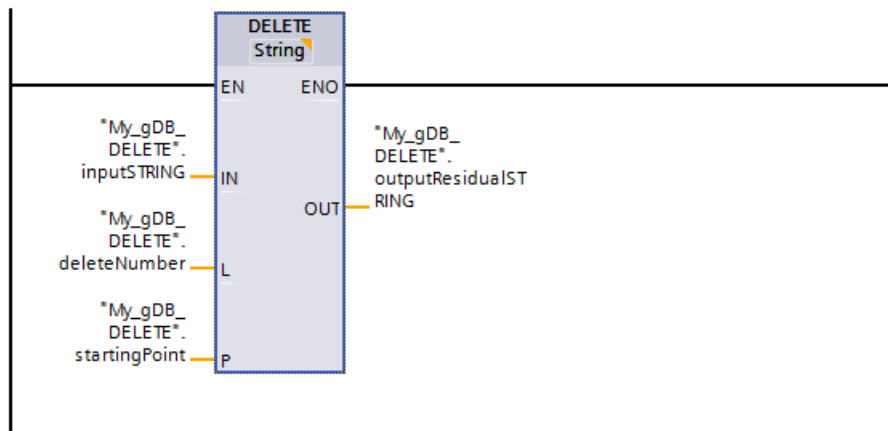 DELETE
String
EN ENO
"My_gDB_
DELETE".
inputSTRING
IN
"My_gDB_
DELETE".
outputResidualST
RING
OUT
"My_gDB_
DELETE".
deleteNumber
L
"My_gDB_
DELETE".
startingPoint
P